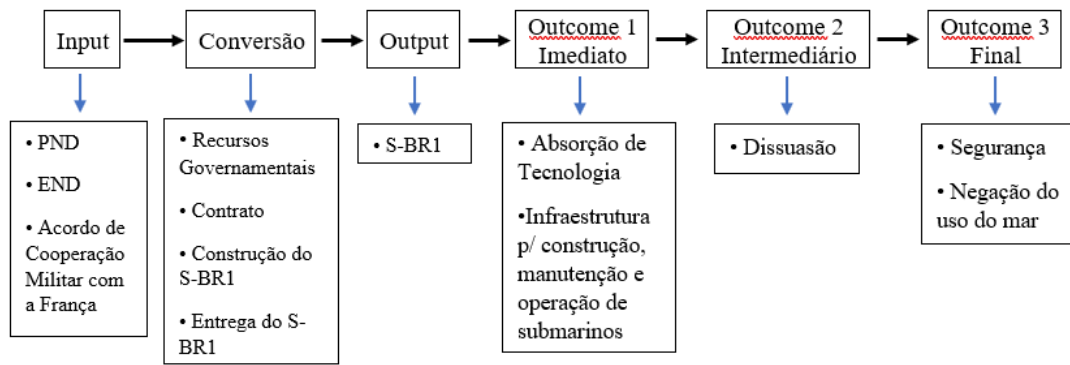 Input
Conversão
Output
Outcome 1
Imediato
Outcome 2
Intermediário
Outcome 3
Final
• PND
• END
• Acordo de
Cooperação
Militar com
a França
• Recursos
Governamentais
• Contrato
• Construção do
S-BR1
• Entrega do S-
BR1
• S-BR1
• Absorção de
Tecnologia
•Infraestrutura
p/ construção,
manutenção e
operação de
submarinos
• Dissuasão
• Segurança
• Negação do
uso do mar